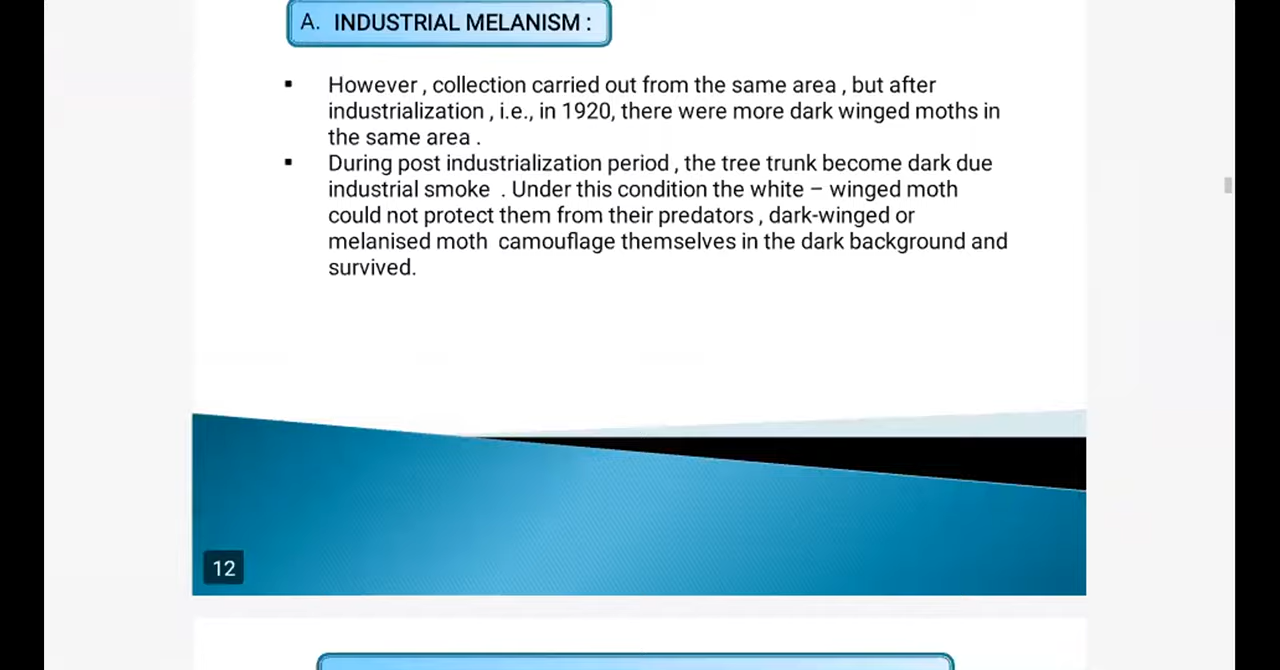 A. INDUSTRIAL MELANISM :
▪ However , collection carried out from the same area , but after
industrialization , i.e., in 1920, there were more dark winged moths in
the same area .
▪ During post industrialization period , the tree trunk become dark due
industrial smoke . Under this condition the white – winged moth
could not protect them from their predators , dark-winged or
melanised moth camouflage themselves in the dark background and
survived.
12